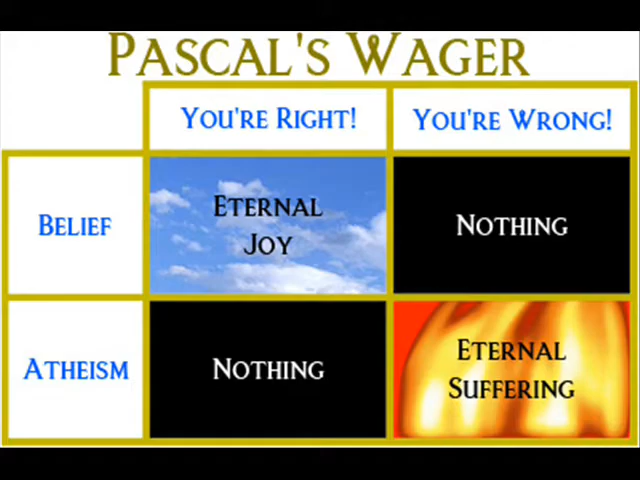 Pascal's Wager
You're Right! You're Wrong!
Belief
Eternal
Joy
Nothing
Atheism
Nothing
Eternal
Suffering